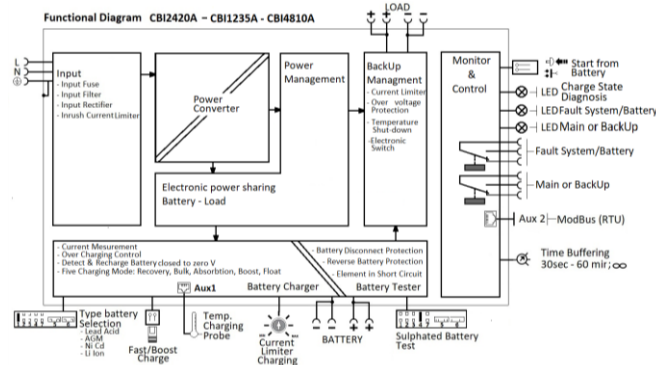 Functional Diagram CBI2420A – CBI1235A - CBI4810A
LOAD
+ + - -
L
N
Input
- Input Fuse
- Input Filter
- Input Rectifier
- Inrush CurrentLimiter
Power
Converter
Power
Management
BackUp
Managment
- Current Limiter
- Over voltage
Protection
- Temperature
Shut-down
-Electronic
Switch
Monitor
&
Control
Start from
Battery
LED Charge State
Diagnosis
LED Fault System/Battery
LED Main or BackUp
Fault System/Battery
Main or BackUp
Aux 2 ModBus (RTU)
Time Buffering
30sec - 60 mir; ∞
Electronic power sharing
Battery - Load
- Current Mesurement
- Over Charging Control
- Detect & Recharge Battery closed to zero V
- Five Charging Mode: Recovery, Bulk, Absorbtion, Boost, Float
Aux1
Battery Charger
- Battery Disconnect Protection
- Reverse Battery Protection
- Element in Short Circuit
Battery Tester
Type battery
Selection
- Lead Acid
- AGM
- Ni Cd
- Li Ion
Fast/Boost
Charge
Temp.
Charging
Probe
Current
Limiter
Charging
- - + +
BATTERY
Sulphated Battery
Test